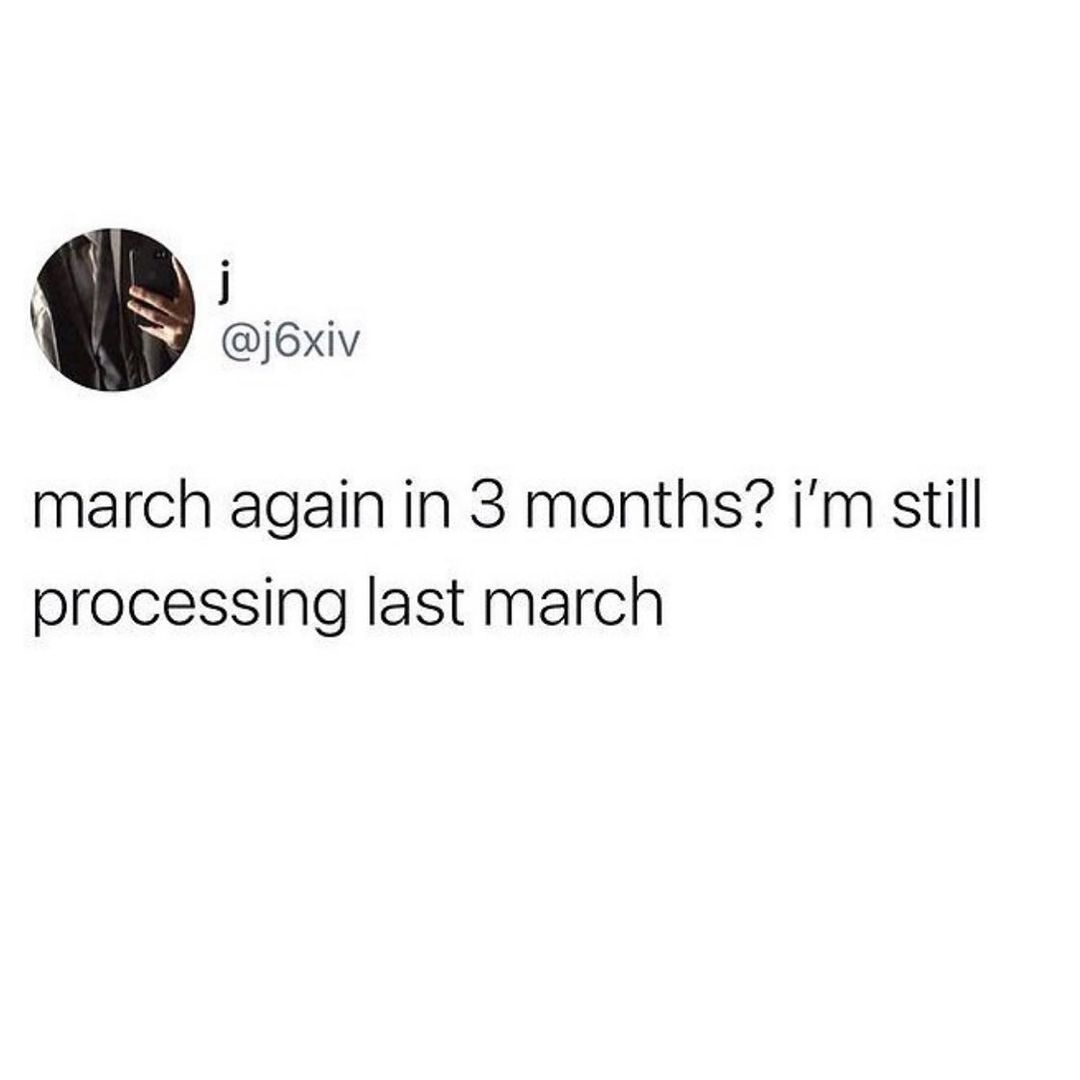 j
@j6xiv
march again in 3 months? i’m still
processing last march